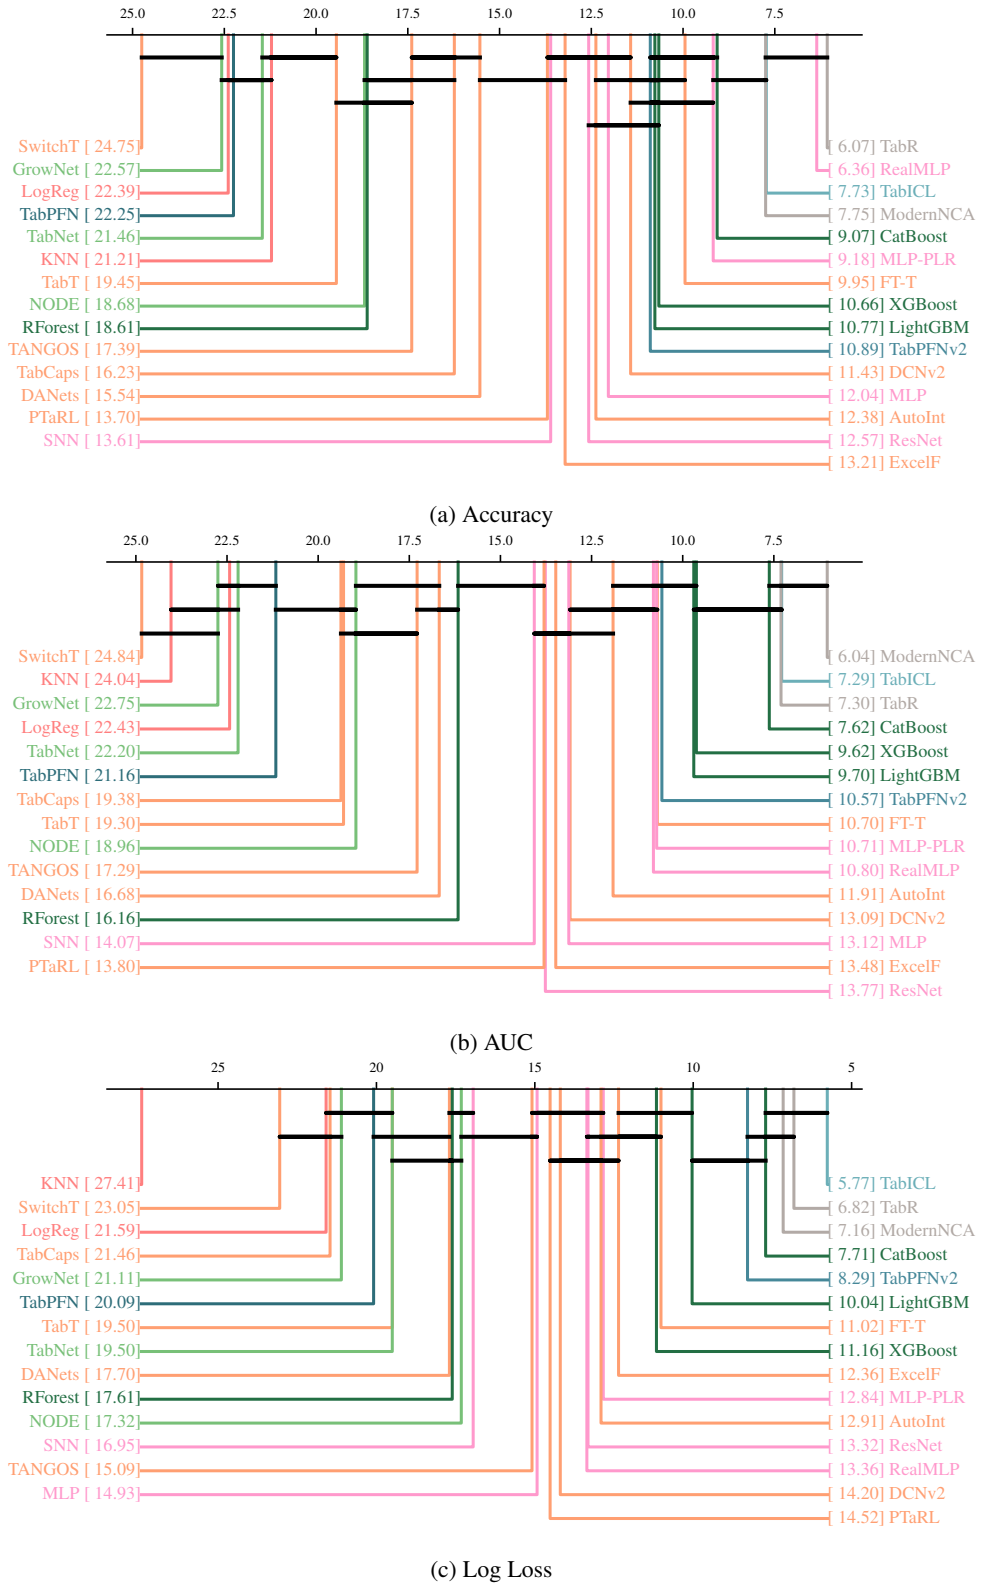 25.0 22.5 20.0 17.5 15.0 12.5 10.0 7.5
SwitchT [ 24.75] [ 6.07] TabR
GrowNet [ 22.57] [ 6.36] RealMLP
LogReg [ 22.39] [ 7.73] TabICL
TabPFN [ 22.25] [ 7.75] ModernNCA
TabNet [ 21.46] [ 9.07] CatBoost
KNN [ 21.21] [ 9.18] MLP-PLR
TabT [ 19.45] [ 9.95] FT-T
NODE [ 18.68] [ 10.66] XGBoost
RForest [ 18.61] [ 10.77] LightGBM
TANGOS [ 17.39] [ 10.89] TabPFNv2
TabCaps [ 16.23] [ 11.43] DCNv2
DANets [ 15.54] [ 12.04] MLP
PTaRL [ 13.70] [ 12.38] AutoInt
SNN [ 13.61] [ 12.57] ResNet
[ 13.21] ExcelF
(a) Accuracy
25.0 22.5 20.0 17.5 15.0 12.5 10.0 7.5
SwitchT [ 24.84] [ 6.04] ModernNCA
KNN [ 24.04] [ 7.29] TabICL
GrowNet [ 22.75] [ 7.30] TabR
LogReg [ 22.43] [ 7.62] CatBoost
TabNet [ 22.20] [ 9.62] XGBoost
TabPFN [ 21.16] [ 9.70] LightGBM
TabCaps [ 19.38] [ 10.57] TabPFNv2
TabT [ 19.30] [ 10.70] FT-T
NODE [ 18.96] [ 10.71] MLP-PLR
TANGOS [ 17.29] [ 10.80] RealMLP
DANets [ 16.68] [ 11.91] AutoInt
RForest [ 16.16] [ 13.09] DCNv2
SNN [ 14.07] [ 13.12] MLP
PTaRL [ 13.80] [ 13.48] ExcelF
[ 13.77] ResNet
(b) AUC
25 20 15 10 5
KNN [ 27.41] [ 5.77] TabICL
SwitchT [ 23.05] [ 6.82] TabR
LogReg [ 21.59] [ 7.16] ModernNCA
TabCaps [ 21.46] [ 7.71] CatBoost
GrowNet [ 21.11] [ 8.29] TabPFNv2
TabPFN [ 20.09] [ 10.04] LightGBM
TabT [ 19.50] [ 11.02] FT-T
TabNet [ 19.50] [ 11.16] XGBoost
DANets [ 17.70] [ 12.36] ExcelF
RForest [ 17.61] [ 12.84] MLP-PLR
NODE [ 17.32] [ 12.91] AutoInt
SNN [ 16.95] [ 13.32] ResNet
TANGOS [ 15.09] [ 13.36] RealMLP
MLP [ 14.93] [ 14.20] DCNv2
[ 14.52] PTaRL
(c) Log Loss